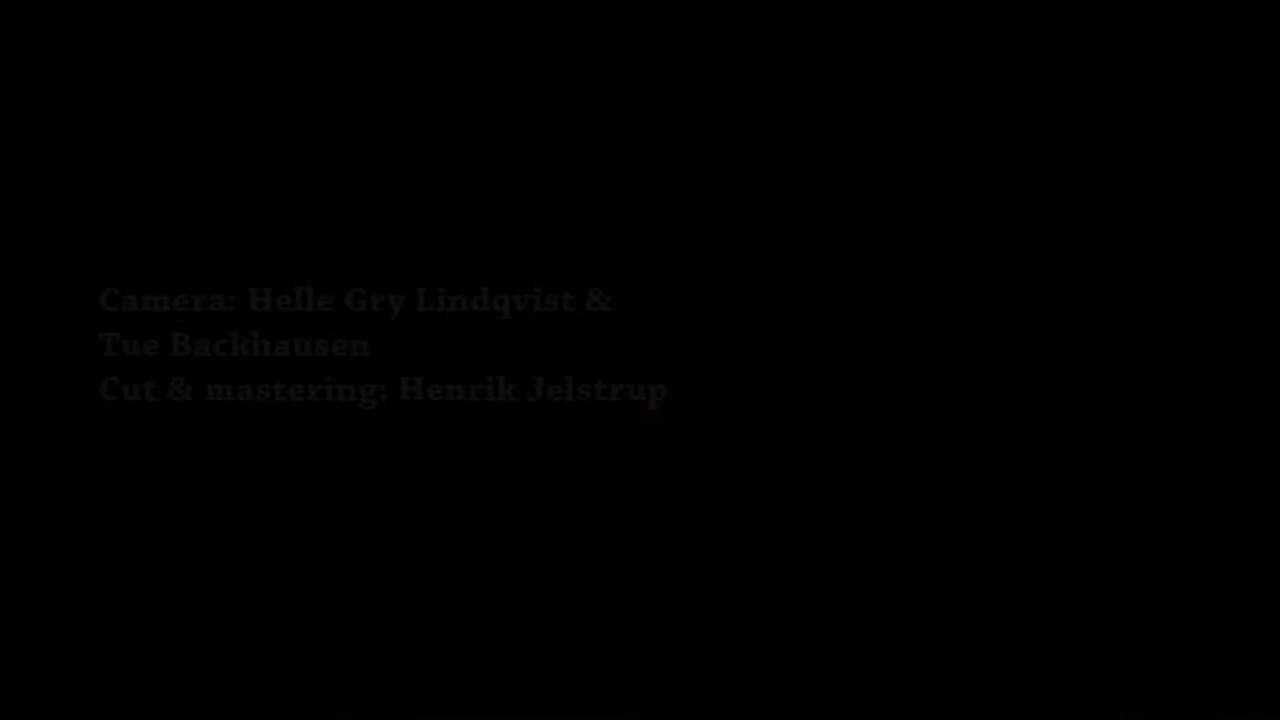 Camera: Helle Gry Lindqvist &
Tue Backhausen
Cut & mastering: Henrik Jelstrup